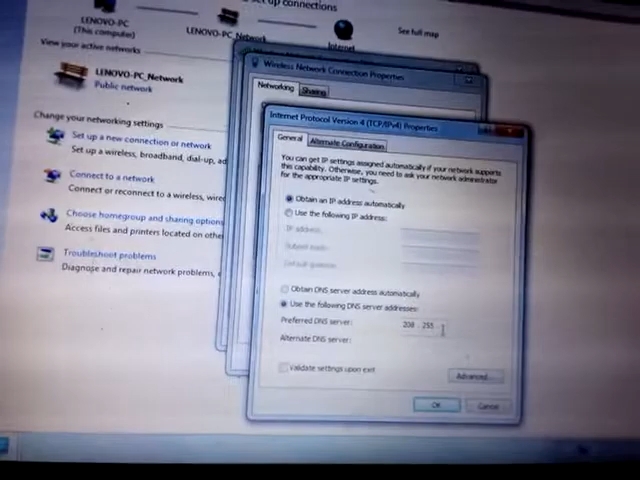 set up connections
LENOVO-PC
(This computer)
LENOVO-PC_Network
Internet
See full map
View your active networks
LENOVO-PC_Network
Public network
Change your networking settings
Set up a new connection or network
Set up a wireless, broadband, dial-up, ad
Connect to a network
Connect or reconnect to a wireless, wire
Choose homegroup and sharing options
Access files and printers located on othe
Troubleshoot problems
Diagnose and repair network problems,
Wireless Network Connection Properties
Networking
Sharing
Internet Protocol Version 4 (TCP/IPv4) Properties
General
Alternate Configuration
You can get IP settings assigned automatically if your network supports
this capability. Otherwise, you need to ask your network administrator
for the appropriate IP settings.
Obtain an IP address automatically
Use the following IP address:
IP address:
Subnet mask:
Default gateway:
Obtain DNS server address automatically
Use the following DNS server addresses:
Preferred DNS server:
208 . 255
Alternate DNS server:
Validate settings upon exit
Advanced...
OK
Cancel